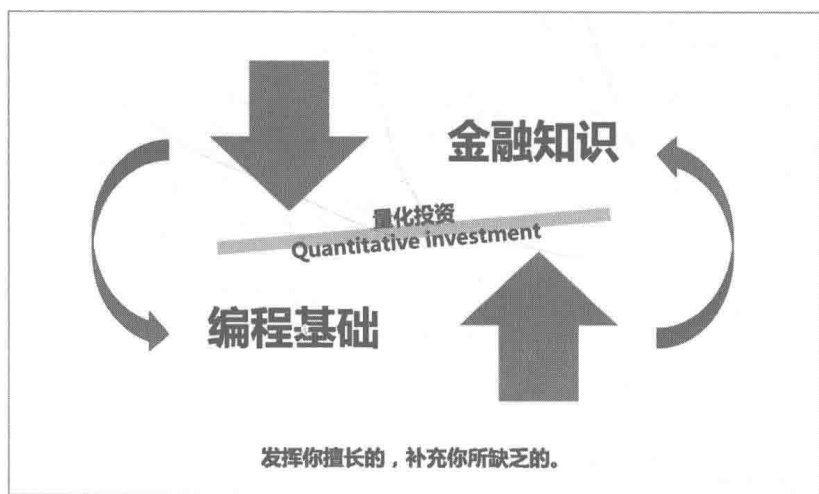 金融知识
量化投资
Quantitative investment
编程基础
发挥你擅长的，补充你所缺乏的。